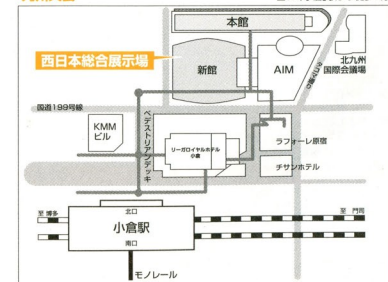 本館
西日本総合展示場
新館
AIM
北九州
国際会議場
国道199号線
KMM
ビル
ペデストリアンデッキ
リーガロイヤルホテル
小倉
ラフォーレ原宿
チサンホテル
至 博多
北口
小倉駅
南口
至 門司
モノレール